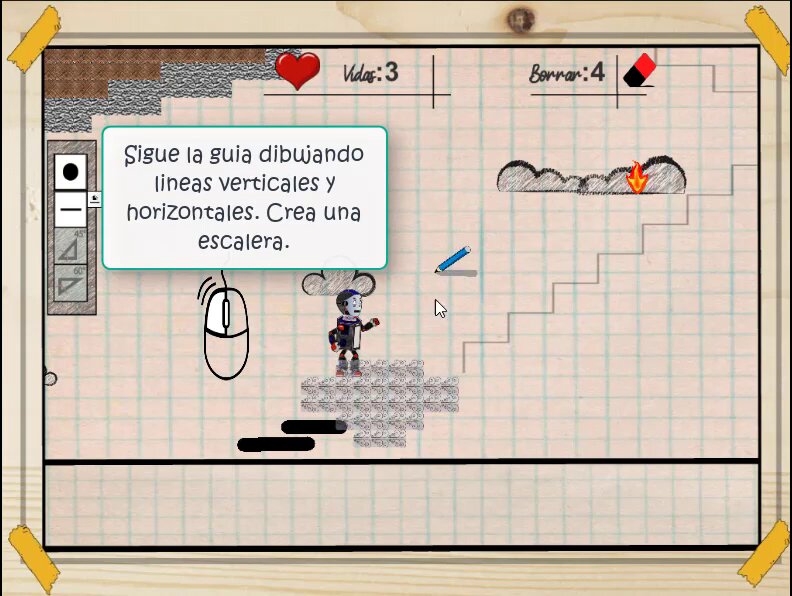 Vidas:3
Borrar:4
Sigue la guia dibujando
lineas verticales y
horizontales. Crea una
escalera.
45°
60°